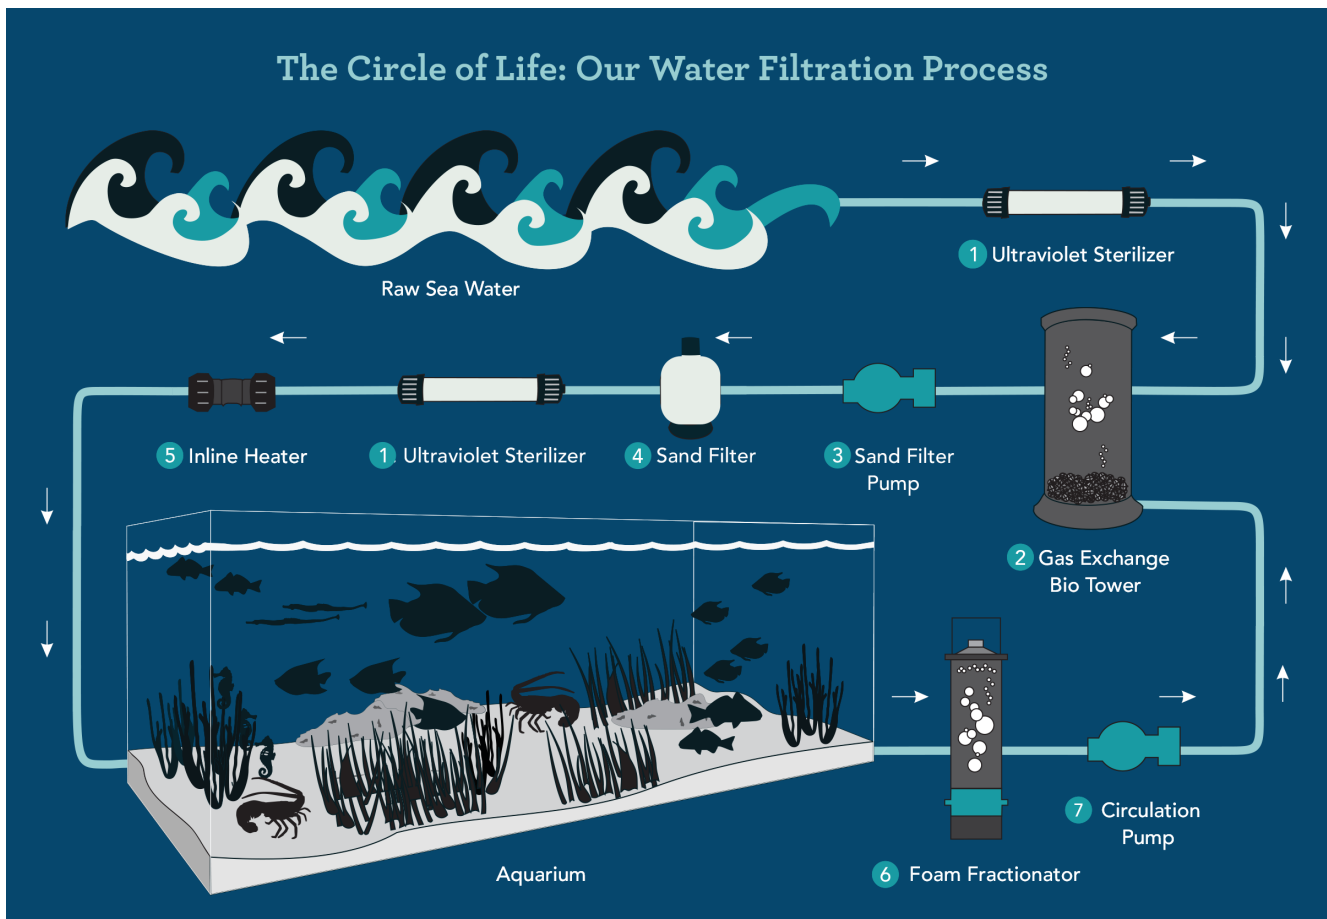 The Circle of Life: Our Water Filtration Process
Raw Sea Water
1 Ultraviolet Sterilizer
5 Inline Heater
1 Ultraviolet Sterilizer
4 Sand Filter
3 Sand Filter
Pump
2 Gas Exchange
Bio Tower
Aquarium
6 Foam Fractionator
7 Circulation
Pump